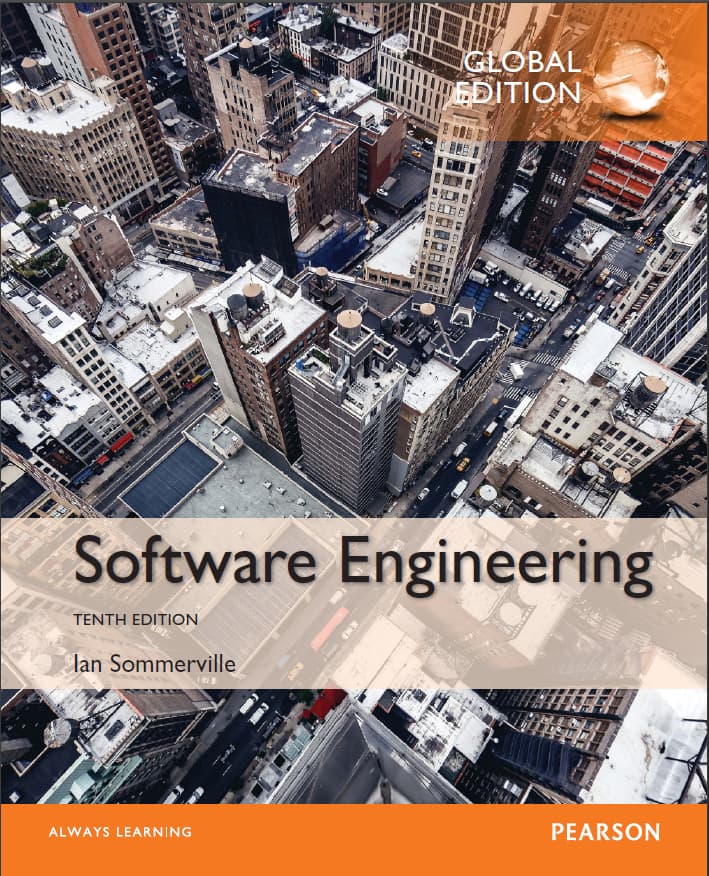 GLOBAL
EDITION
Software Engineering
TENTH EDITION
Ian Sommerville
ALWAYS LEARNING
PEARSON